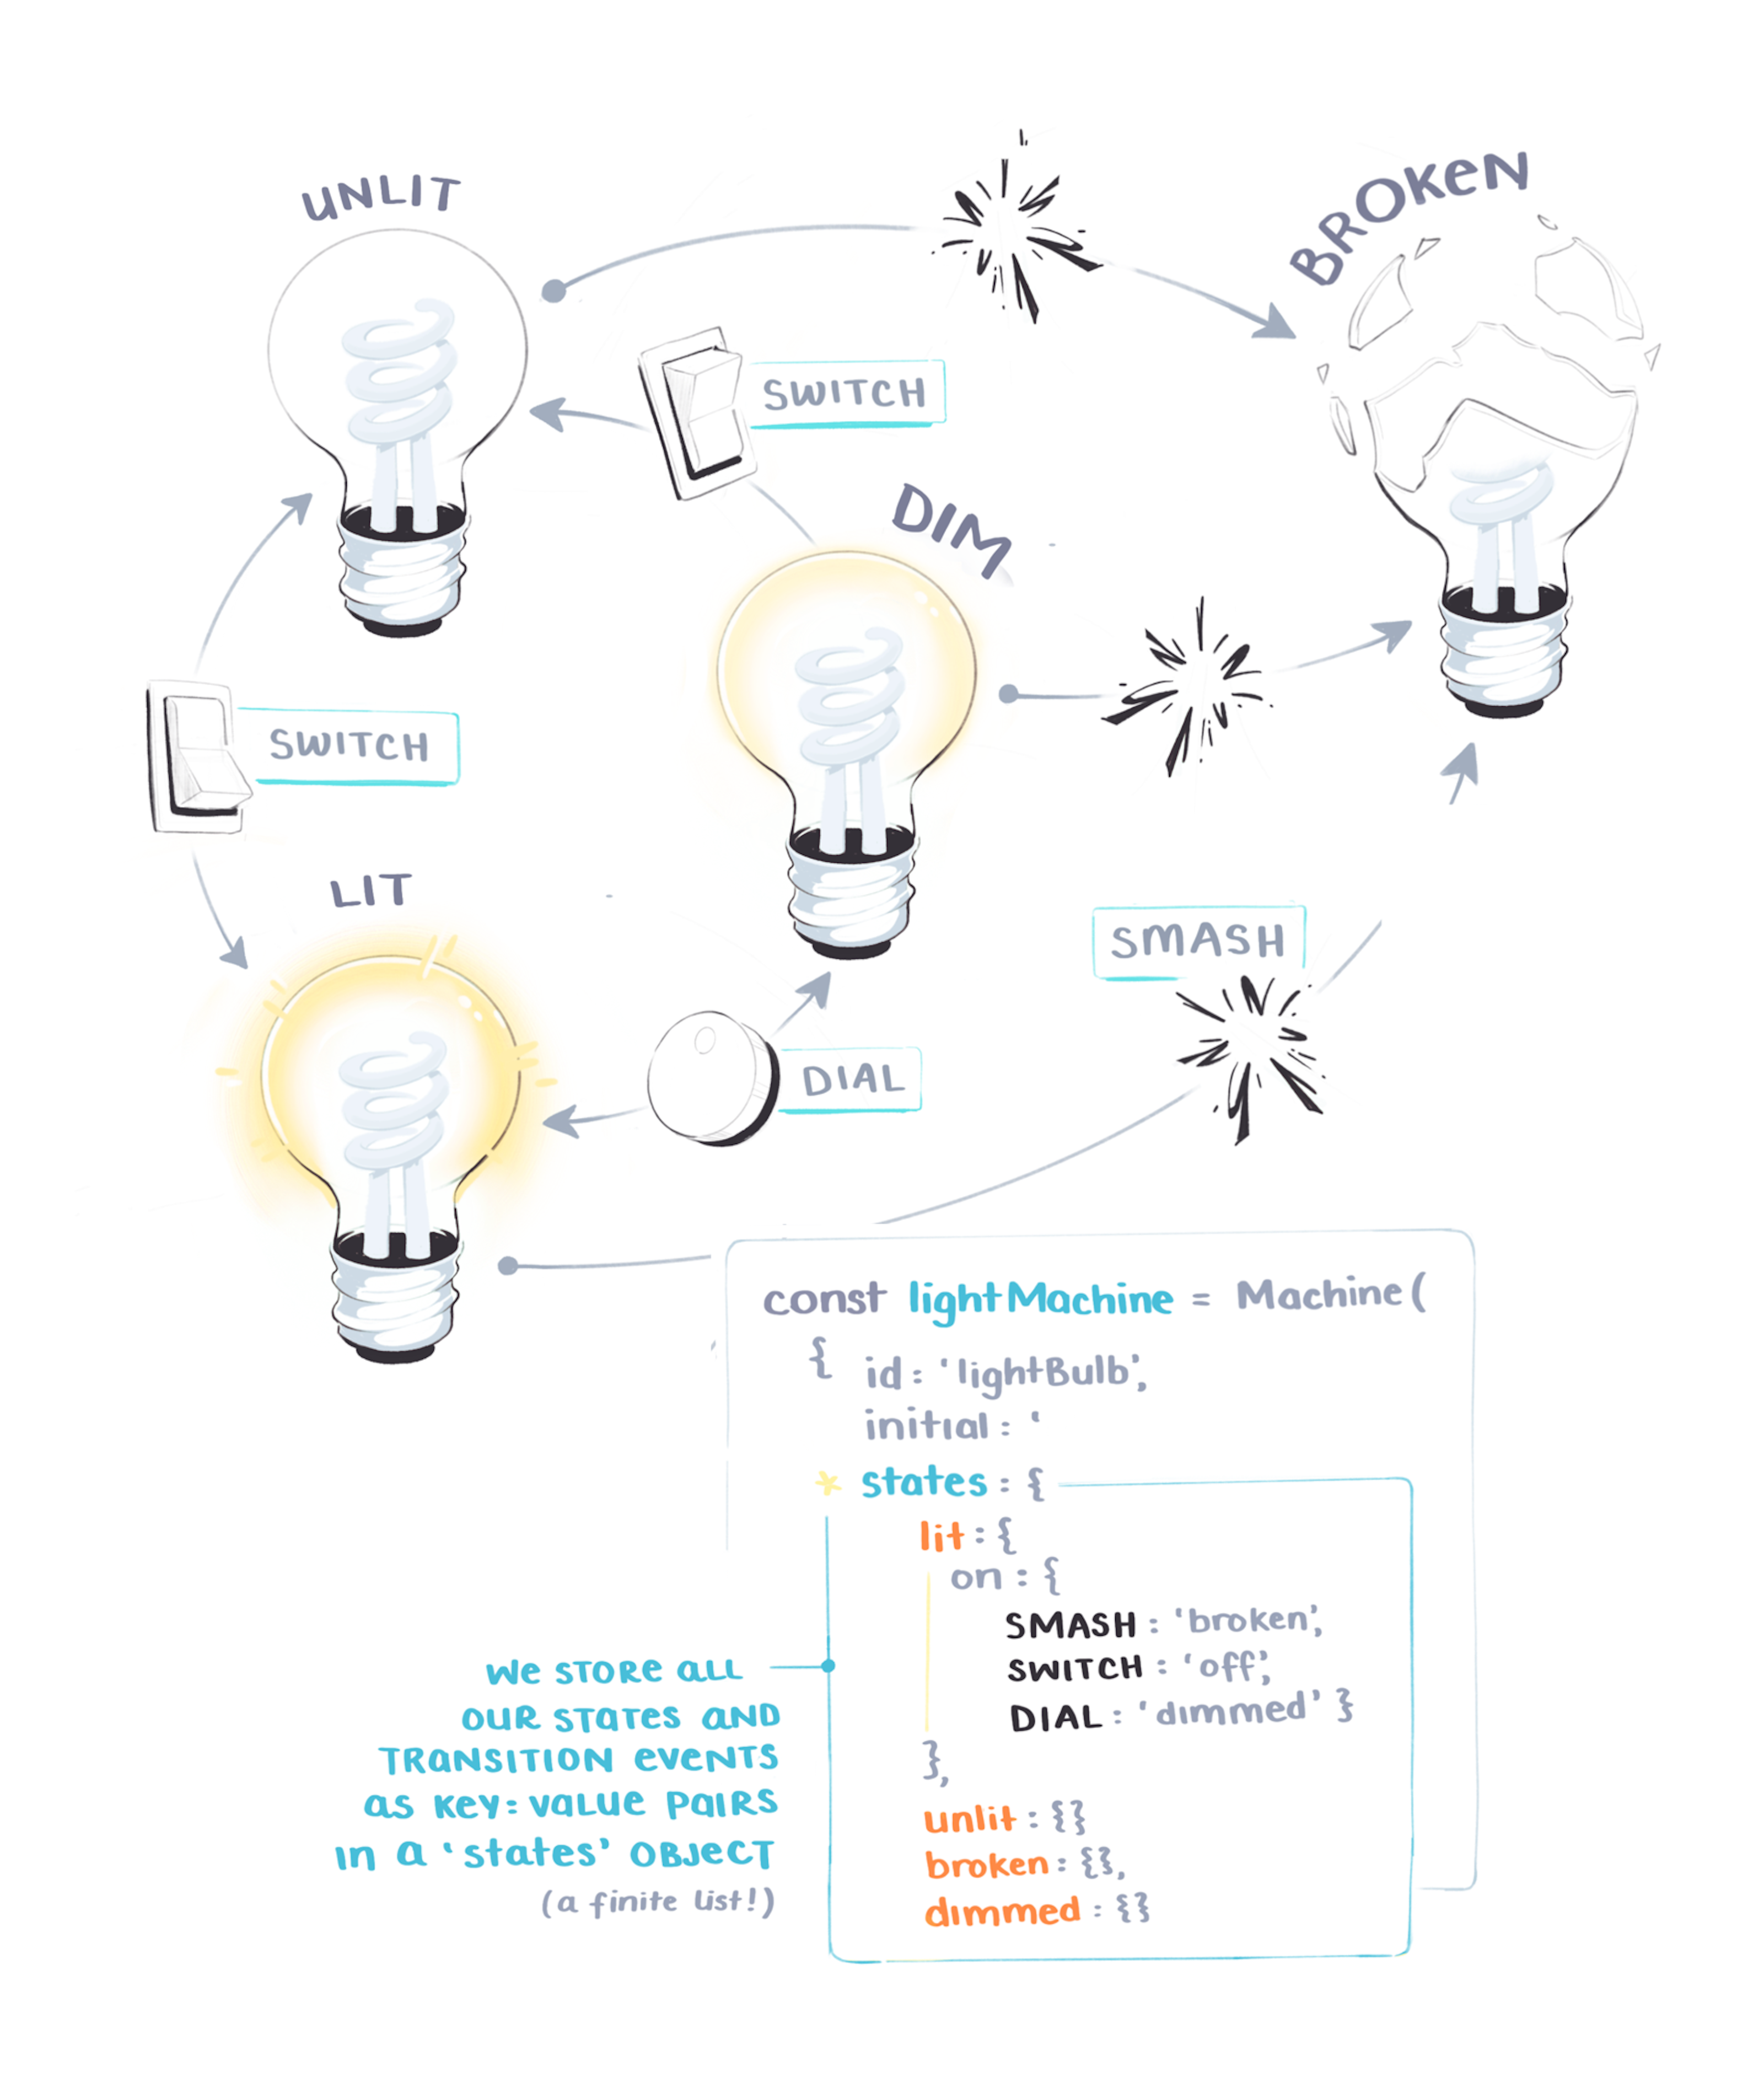 UNLIT
BROKEN
SWITCH
DIM
SWITCH
LIT
SMASH
DIAL
const lightMachine = Machine(
{ id: 'lightBulb',
initial: '
* states: {
lit: {
on: {
SMASH: 'broken',
SWITCH: 'off',
DIAL: 'dimmed' }
},
unlit: {}
broken: {},
dimmed: {}
We STORE ALL
OUR STATES AND
TRANSITION EVENTS
as KEY: VALUE PAIRS
IN A 'states' OBJECT
(a finite list!)